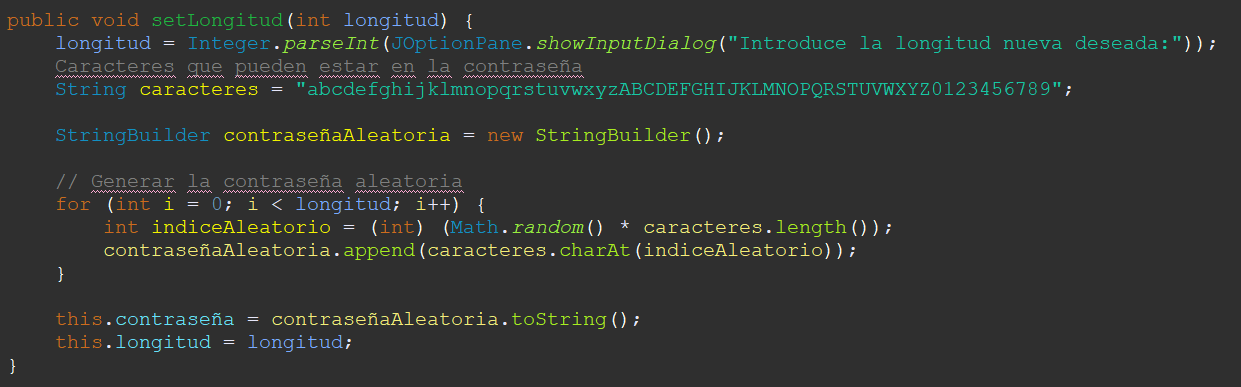 public void setLongitud(int longitud) {
    longitud = Integer.parseInt(JOptionPane.showInputDialog("Introduce la longitud nueva deseada:"));
    Caracteres que pueden estar en la contraseña
    String caracteres = "abcdefghijklmnopqrstuvwxyzABCDEFGHIJKLMNOPQRSTUVWXYZ0123456789";

    StringBuilder contraseñaAleatoria = new StringBuilder();

    // Generar la contraseña aleatoria
    for (int i = 0; i < longitud; i++) {
        int indiceAleatorio = (int) (Math.random() * caracteres.length());
        contraseñaAleatoria.append(caracteres.charAt(indiceAleatorio));
    }

    this.contraseña = contraseñaAleatoria.toString();
    this.longitud = longitud;
}